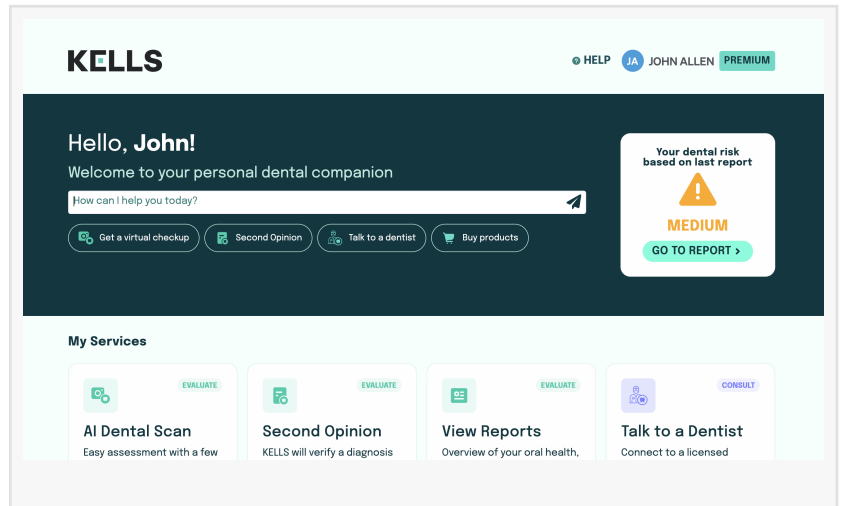 KELLS
HELP
JA
JOHN ALLEN
PREMIUM
Hello, John!
Welcome to your personal dental companion
How can I help you today?
Get a virtual checkup
Second Opinion
Talk to a dentist
Buy products
Your dental risk
based on last report
MEDIUM
GO TO REPORT
My Services
EVALUATE
AI Dental Scan
Easy assessment with a few
EVALUATE
Second Opinion
KELLS will verify a diagnosis
EVALUATE
View Reports
Overview of your oral health,
CONSULT
Talk to a Dentist
Connect to a licensed